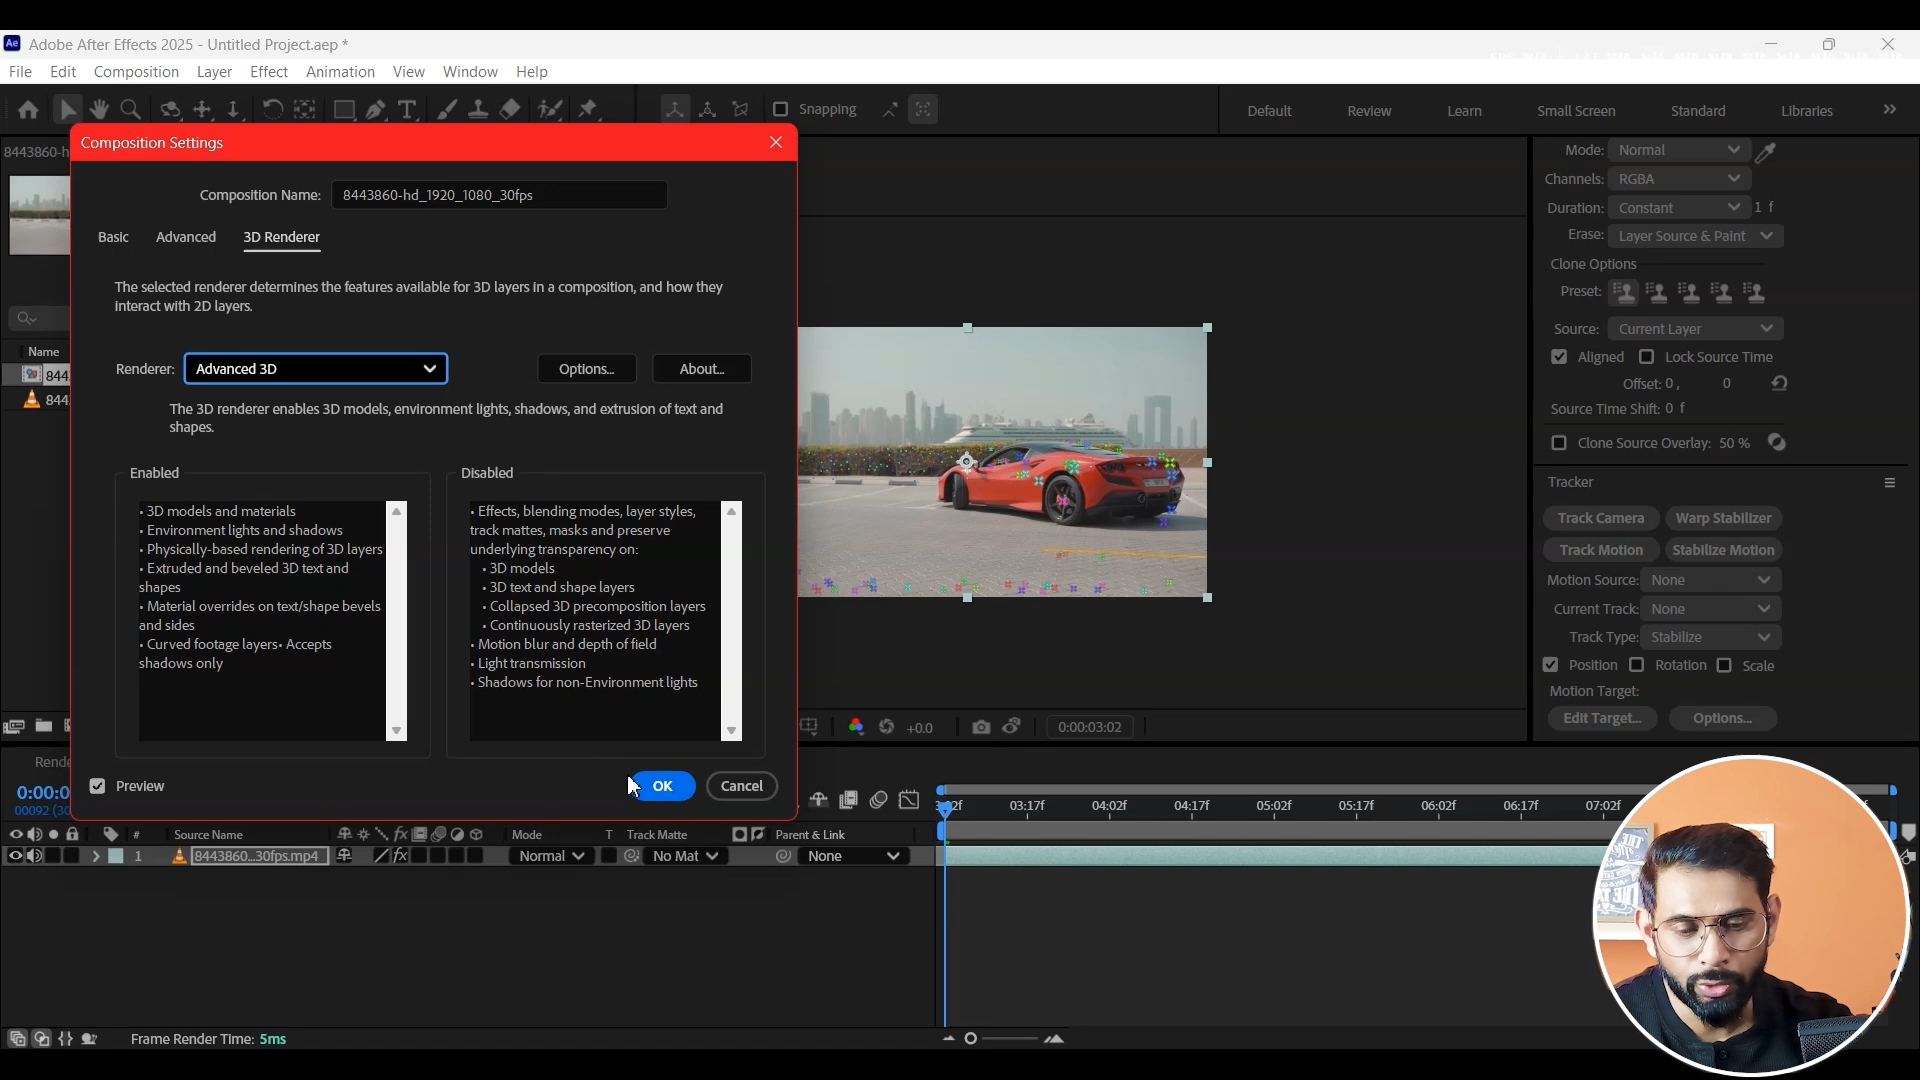 Adobe After Effects 2025 - Untitled Project.aep *
File Edit Composition Layer Effect Animation View Window Help
Snapping
Default Review Learn Small Screen Standard Libraries
Composition Settings
Composition Name: 8443860-hd_1920_1080_30fps
Basic Advanced 3D Renderer
The selected renderer determines the features available for 3D layers in a composition, and how they
interact with 2D layers.
Renderer: Advanced 3D Options... About...
The 3D renderer enables 3D models, environment lights, shadows, and extrusion of text and
shapes.
Enabled
• 3D models and materials
• Environment lights and shadows
• Physically-based rendering of 3D layers
• Extruded and beveled 3D text and
shapes
• Material overrides on text/shape bevels
and sides
• Curved footage layers• Accepts
shadows only
Disabled
• Effects, blending modes, layer styles,
track mattes, masks and preserve
underlying transparency on:
• 3D models
• 3D text and shape layers
• Collapsed 3D precomposition layers
• Continuously rasterized 3D layers
• Motion blur and depth of field
• Light transmission
• Shadows for non-Environment lights
Preview OK Cancel
8443860-h
Name
844
844
Rende
0:00:0
00092 (30
+0.0 0:00:03:02
Mode: Normal
Channels: RGBA
Duration: Constant 1 f
Erase: Layer Source & Paint
Clone Options
Preset:
Source: Current Layer
Aligned Lock Source Time
Offset: 0, 0
Source Time Shift: 0 f
Clone Source Overlay: 50 %
Tracker
Track Camera Warp Stabilizer
Track Motion Stabilize Motion
Motion Source: None
Current Track: None
Track Type: Stabilize
Position Rotation Scale
Motion Target:
Edit Target... Options...
03:17f 04:02f 04:17f 05:02f 05:17f 06:02f 06:17f 07:02f
# Source Name fx Mode T Track Matte Parent & Link
1 8443860...30fps.mp4 fx Normal No Mat None
Frame Render Time: 5ms